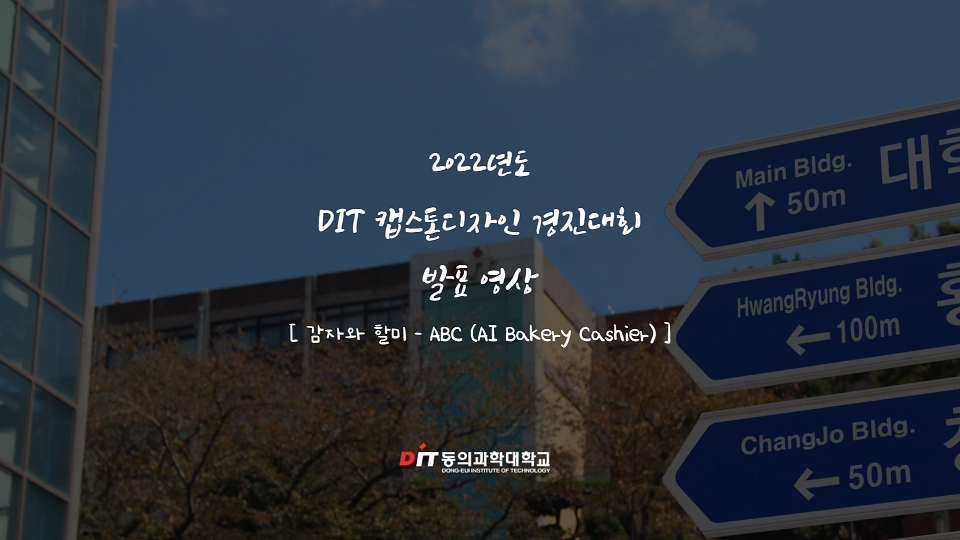 2022년도
DIT 캡스톤디자인 경진대회
발표 영상
[ 감자와 할미 - ABC (AI Bakery Cashier) ]
DIT 동의과학대학교
DONG-EUI INSTITUTE OF TECHNOLOGY
Main Bldg.
↑ 50m
HwangRyung Bldg.
← 100m
ChangJo Bldg.
← 50m